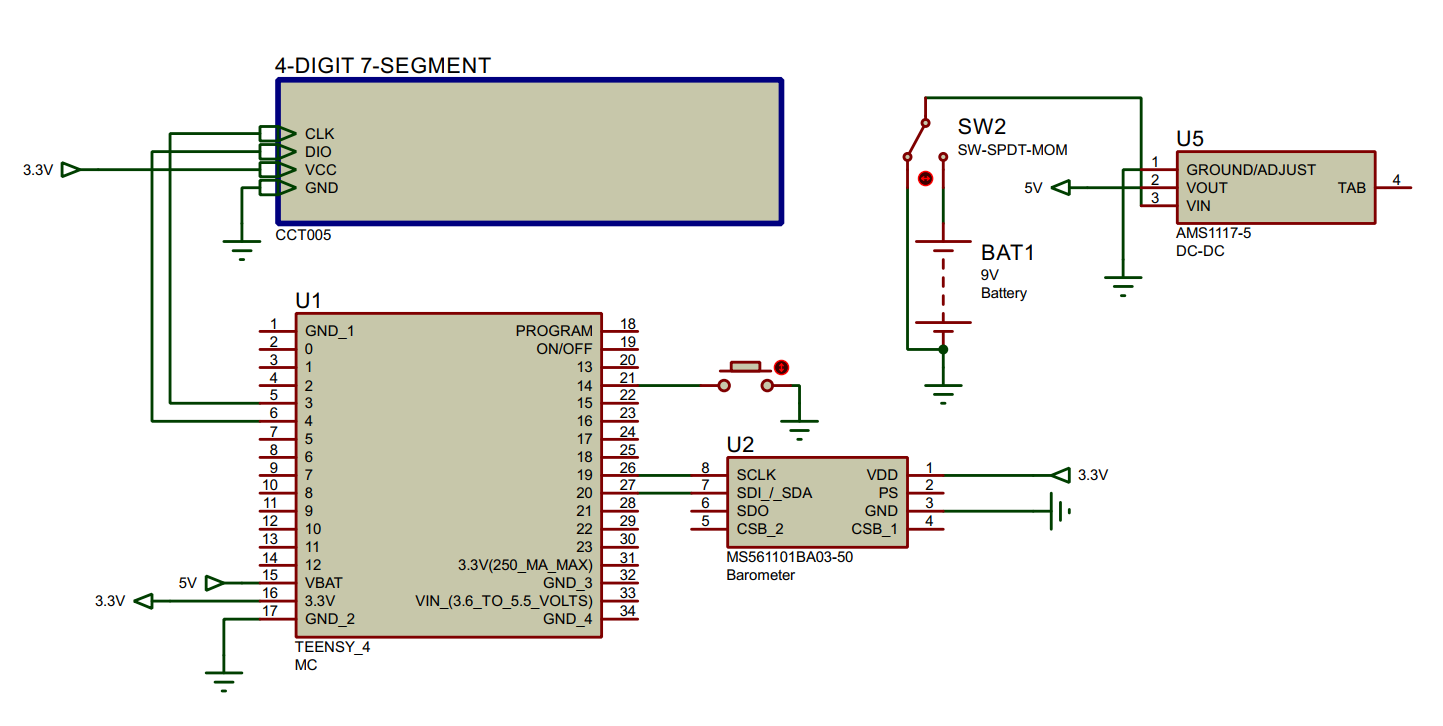 4-DIGIT 7-SEGMENT
3.3V
CLK
DIO
VCC
GND
CCT005
SW2
SW-SPDT-MOM
BAT1
9V
Battery
U5
5V
1 GROUND/ADJUST
2 VOUT
3 VIN
TAB 4
AMS1117-5
DC-DC
U1
1 GND_1 PROGRAM 18
2 0 ON/OFF 19
3 1 13 20
4 2 14 21
5 3 15 22
6 4 16 23
7 5 17 24
8 6 18 25
9 7 19 26
10 8 20 27
11 9 21 28
12 10 22 29
13 11 23 30
14 12 3.3V(250_MA_MAX) 31
5V 15 VBAT GND_3 32
3.3V 16 3.3V VIN_(3.6_TO_5.5_VOLTS) 33
17 GND_2 GND_4 34
TEENSY_4
MC
U2
8 SCLK VDD 1 3.3V
7 SDI_/_SDA PS 2
6 SDO GND 3
5 CSB_2 CSB_1 4
MS561101BA03-50
Barometer